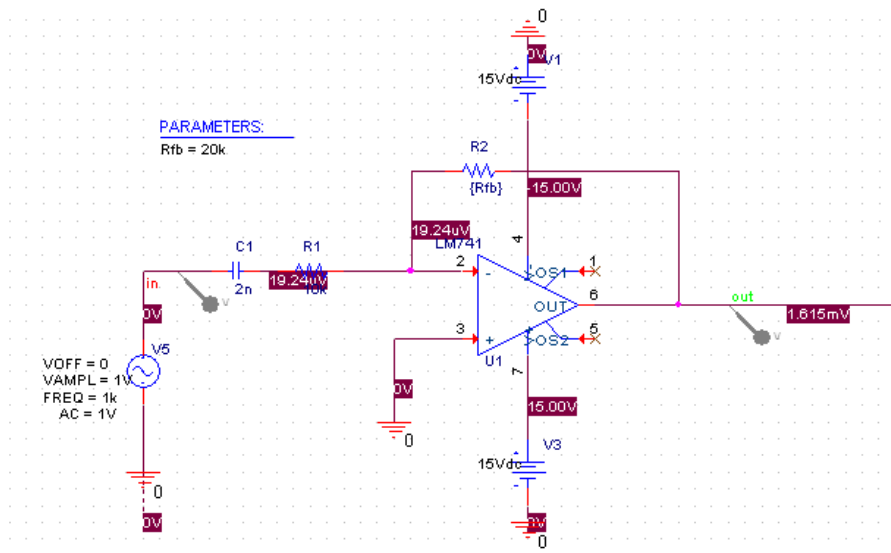 0
0V
V1
15Vdc
PARAMETERS:
Rfb = 20k
R2
{Rfb}
-15.00V
19.24uV
LM741
4
C1
R1
2
-
OS1
1
in
2n
19.24uV
10k
V
OUT
6
out
1.615mV
V
0V
3
+
OS2
5
U1
V5
7
VOFF = 0
VAMPL = 1V
FREQ = 1k
AC = 1V
0V
15.00V
0
V3
15Vdc
0
0V
0V
0